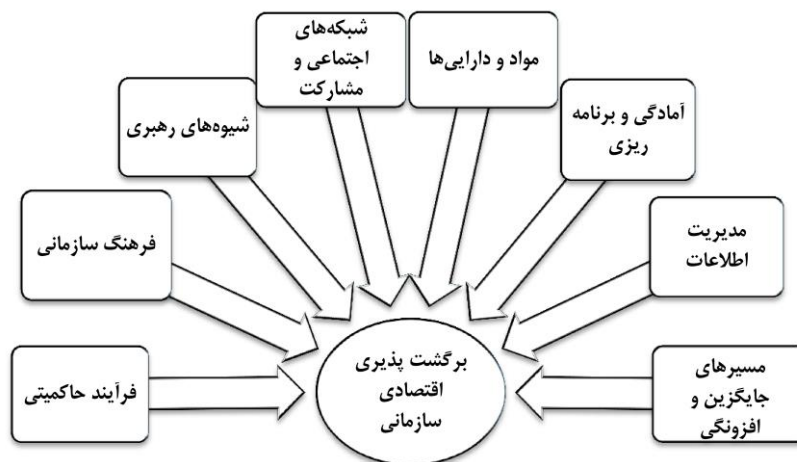 شبکه‌های
اجتماعی و
مشارکت
مواد و دارایی‌ها
آمادگی و برنامه
ریزی
شیوه‌های رهبری
مدیریت
اطلاعات
فرهنگ سازمانی
مسیرهای
جایگزین و
افزونگی
فرآیند حاکمیتی
برگشت پذیری
اقتصادی
سازمانی